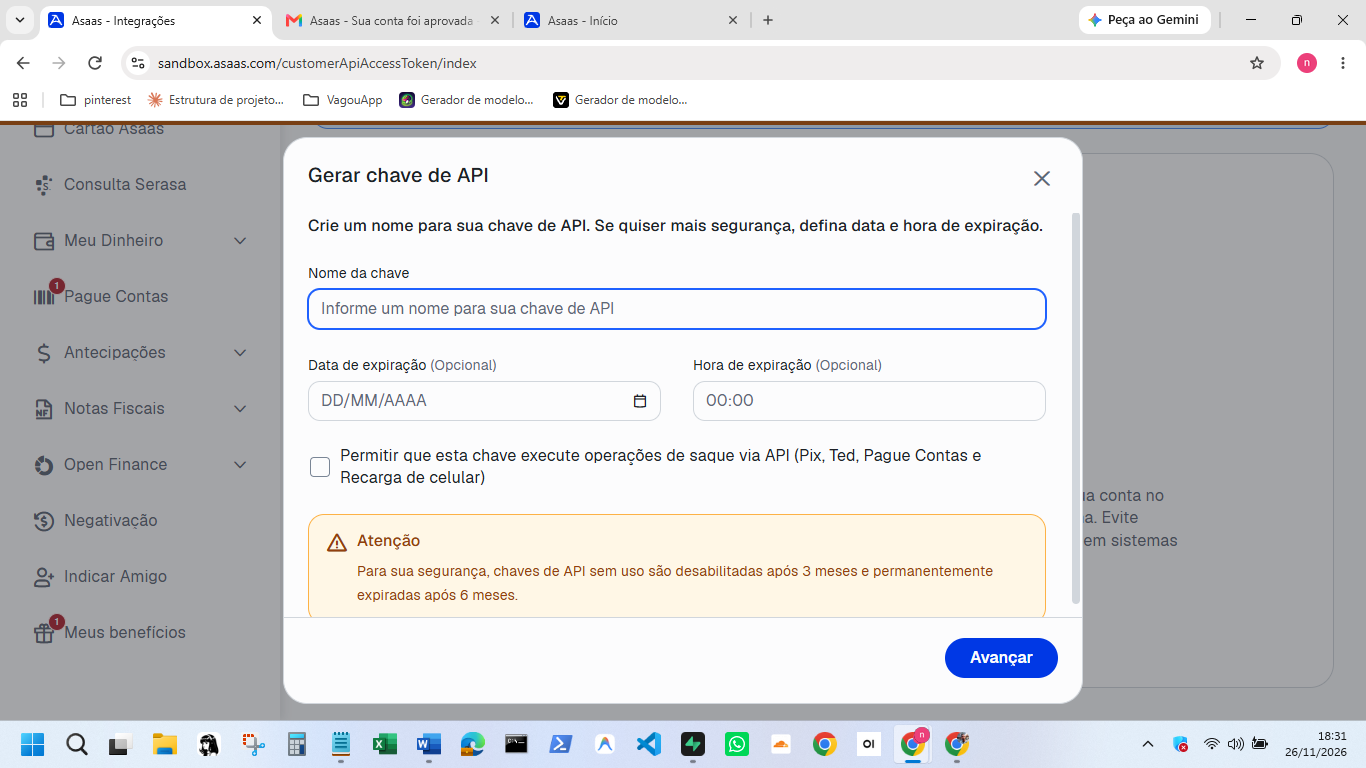 Asaas - Integrações
Asaas - Sua conta foi aprovada
Asaas - Início
Peça ao Gemini
sandbox.asaas.com/customerApiAccessToken/index
n
pinterest
Estrutura de projeto...
VagouApp
Gerador de modelo...
Gerador de modelo...
Cartão Asaas
Consulta Serasa
Meu Dinheiro
1
Pague Contas
Antecipações
Notas Fiscais
Open Finance
Negativação
Indicar Amigo
1
Meus benefícios
Gerar chave de API
Crie um nome para sua chave de API. Se quiser mais segurança, defina data e hora de expiração.
Nome da chave
Informe um nome para sua chave de API
Data de expiração (Opcional)
Hora de expiração (Opcional)
DD/MM/AAAA
00:00
Permitir que esta chave execute operações de saque via API (Pix, Ted, Pague Contas e
Recarga de celular)
Atenção
Para sua segurança, chaves de API sem uso são desabilitadas após 3 meses e permanentemente
expiradas após 6 meses.
Avançar
conta no
Evite
em sistemas
18:31
26/11/2026